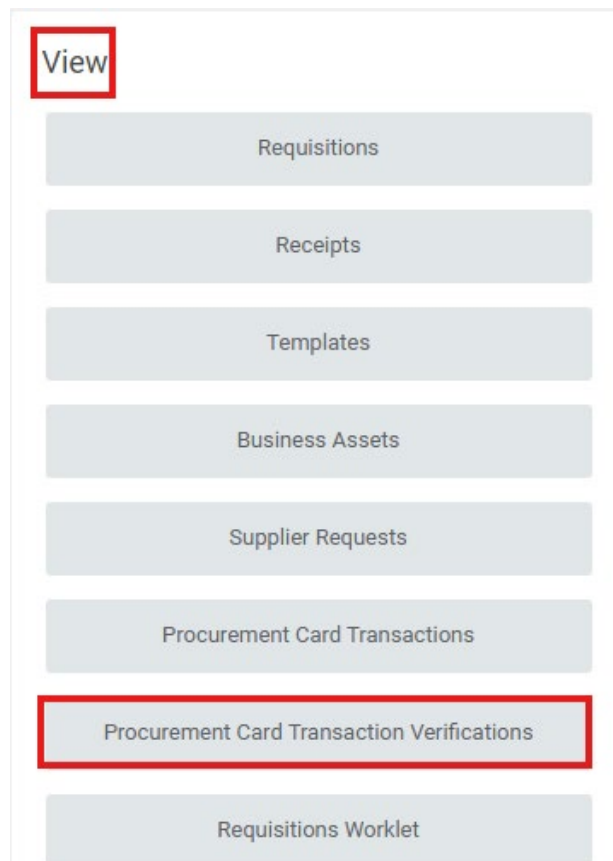 View
Requisitions
Receipts
Templates
Business Assets
Supplier Requests
Procurement Card Transactions
Procurement Card Transaction Verifications
Requisitions Worklet